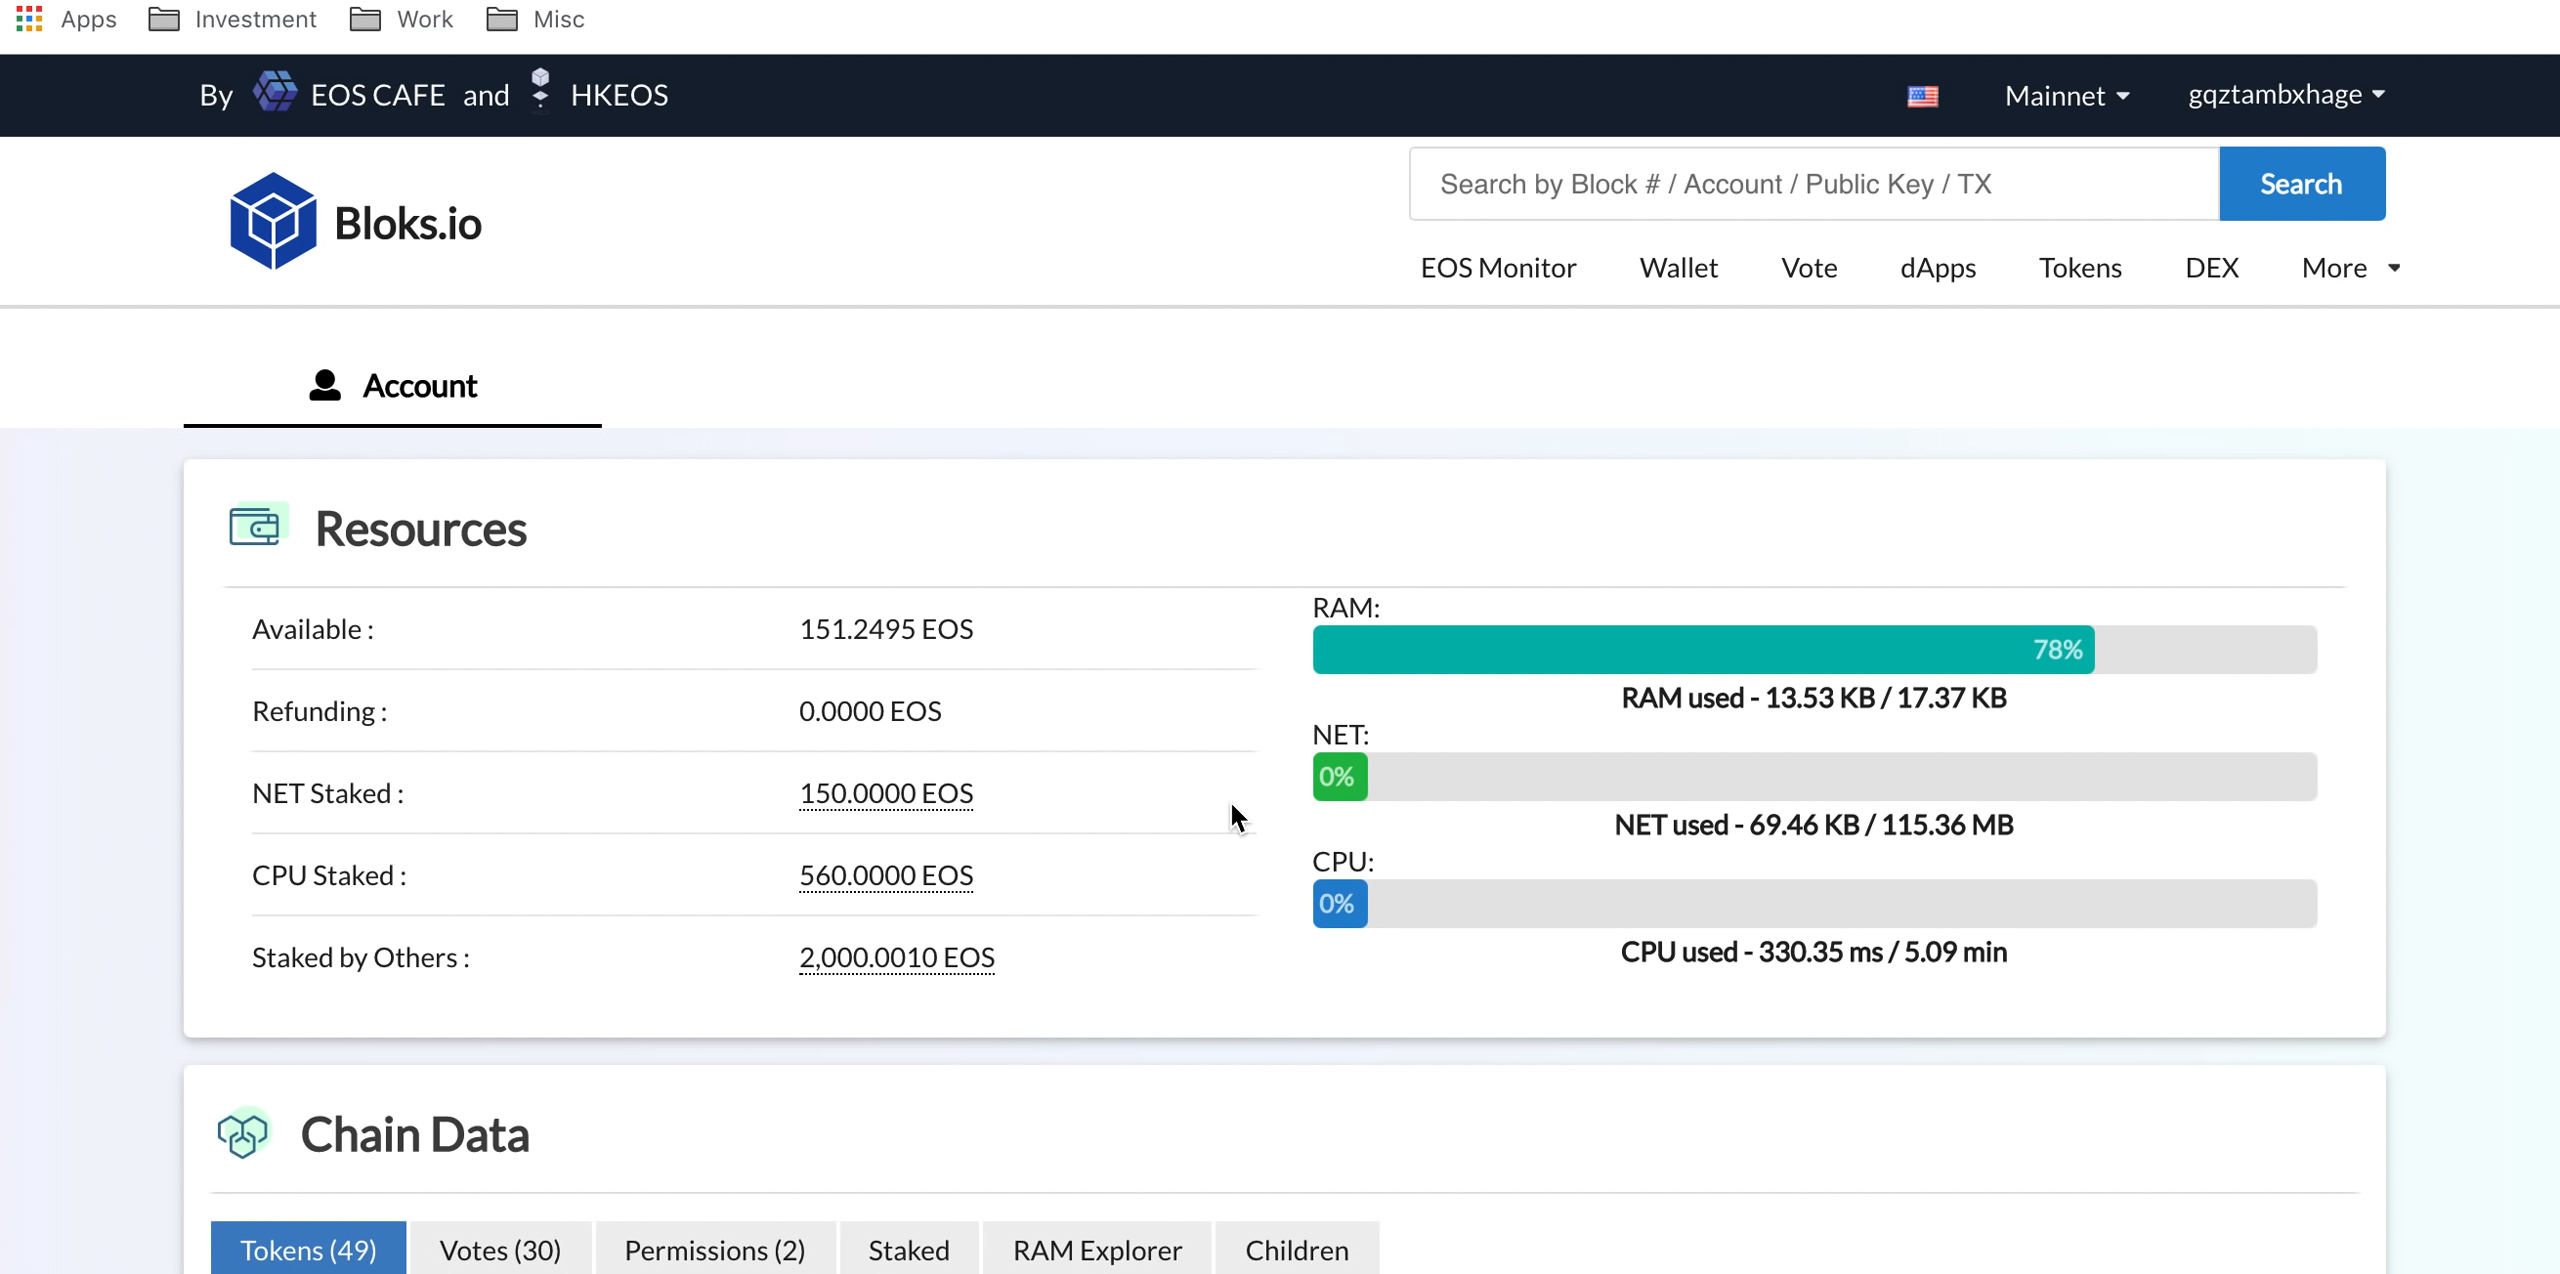 Apps Investment Work Misc
By EOS CAFE and HKEOS Mainnet gqztambxhage
Bloks.io
Search by Block # / Account / Public Key / TX Search
EOS Monitor Wallet Vote dApps Tokens DEX More
Account
Resources
Available : 151.2495 EOS
Refunding : 0.0000 EOS
NET Staked : 150.0000 EOS
CPU Staked : 560.0000 EOS
Staked by Others : 2,000.0010 EOS
RAM:
78%
RAM used - 13.53 KB / 17.37 KB
NET:
0%
NET used - 69.46 KB / 115.36 MB
CPU:
0%
CPU used - 330.35 ms / 5.09 min
Chain Data
Tokens (49) Votes (30) Permissions (2) Staked RAM Explorer Children